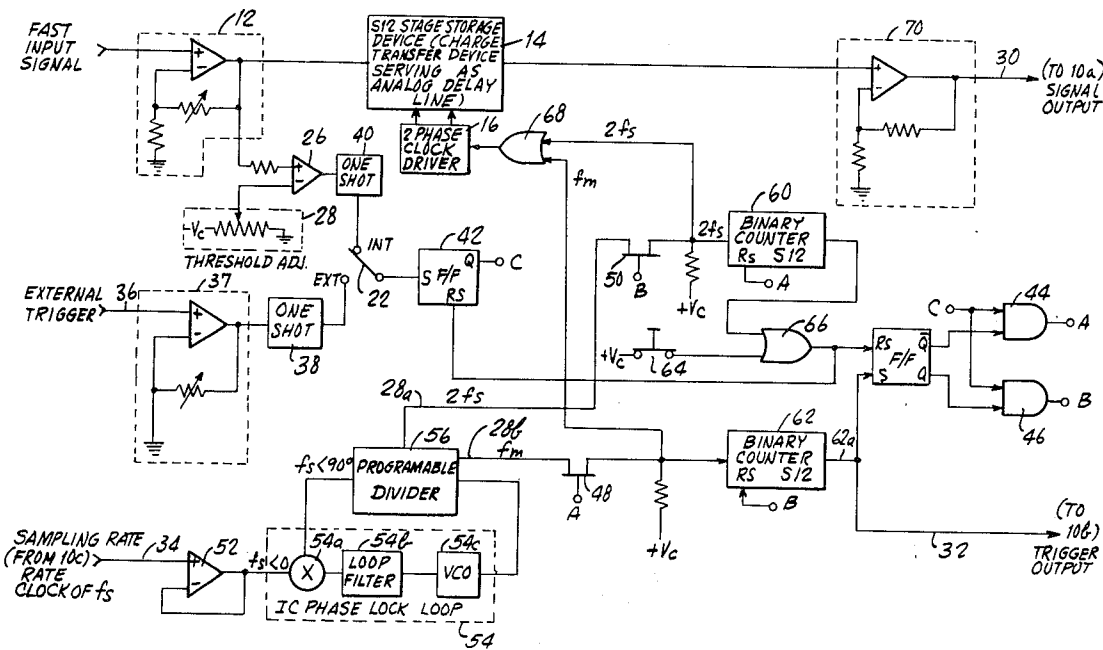 12
FAST
INPUT
SIGNAL
512 STAGE STORAGE
DEVICE (CHARGE
TRANSFER DEVICE
SERVING AS
ANALOG DELAY
LINE)
14
70
30
(TO 10a)
SIGNAL
OUTPUT
16
2 PHASE
CLOCK
DRIVER
68
2fs
fm
26
40
ONE
SHOT
-Vc
28
THRESHOLD ADJ.
INT
EXT
22
42
S F/F Q
RS
C
50
B
2fs
+Vc
60
BINARY
COUNTER
Rs 512
A
EXTERNAL
TRIGGER
36
37
ONE
SHOT
38
+Vc
64
66
Rs Q̅
F/F
S Q
C
44
A
46
B
28a
2fs
56
PROGRAMABLE
DIVIDER
fs<90°
28b
fm
48
A
+Vc
62
BINARY
COUNTER
RS 512
62a
B
SAMPLING RATE
(FROM 10c)
RATE
CLOCK OF fs
34
52
fs<0
54a
X
54b
LOOP
FILTER
54c
VCO
IC PHASE LOCK LOOP
54
32
(TO
10b)
TRIGGER
OUTPUT
+
-
+
-
+
-
+
-
+
-